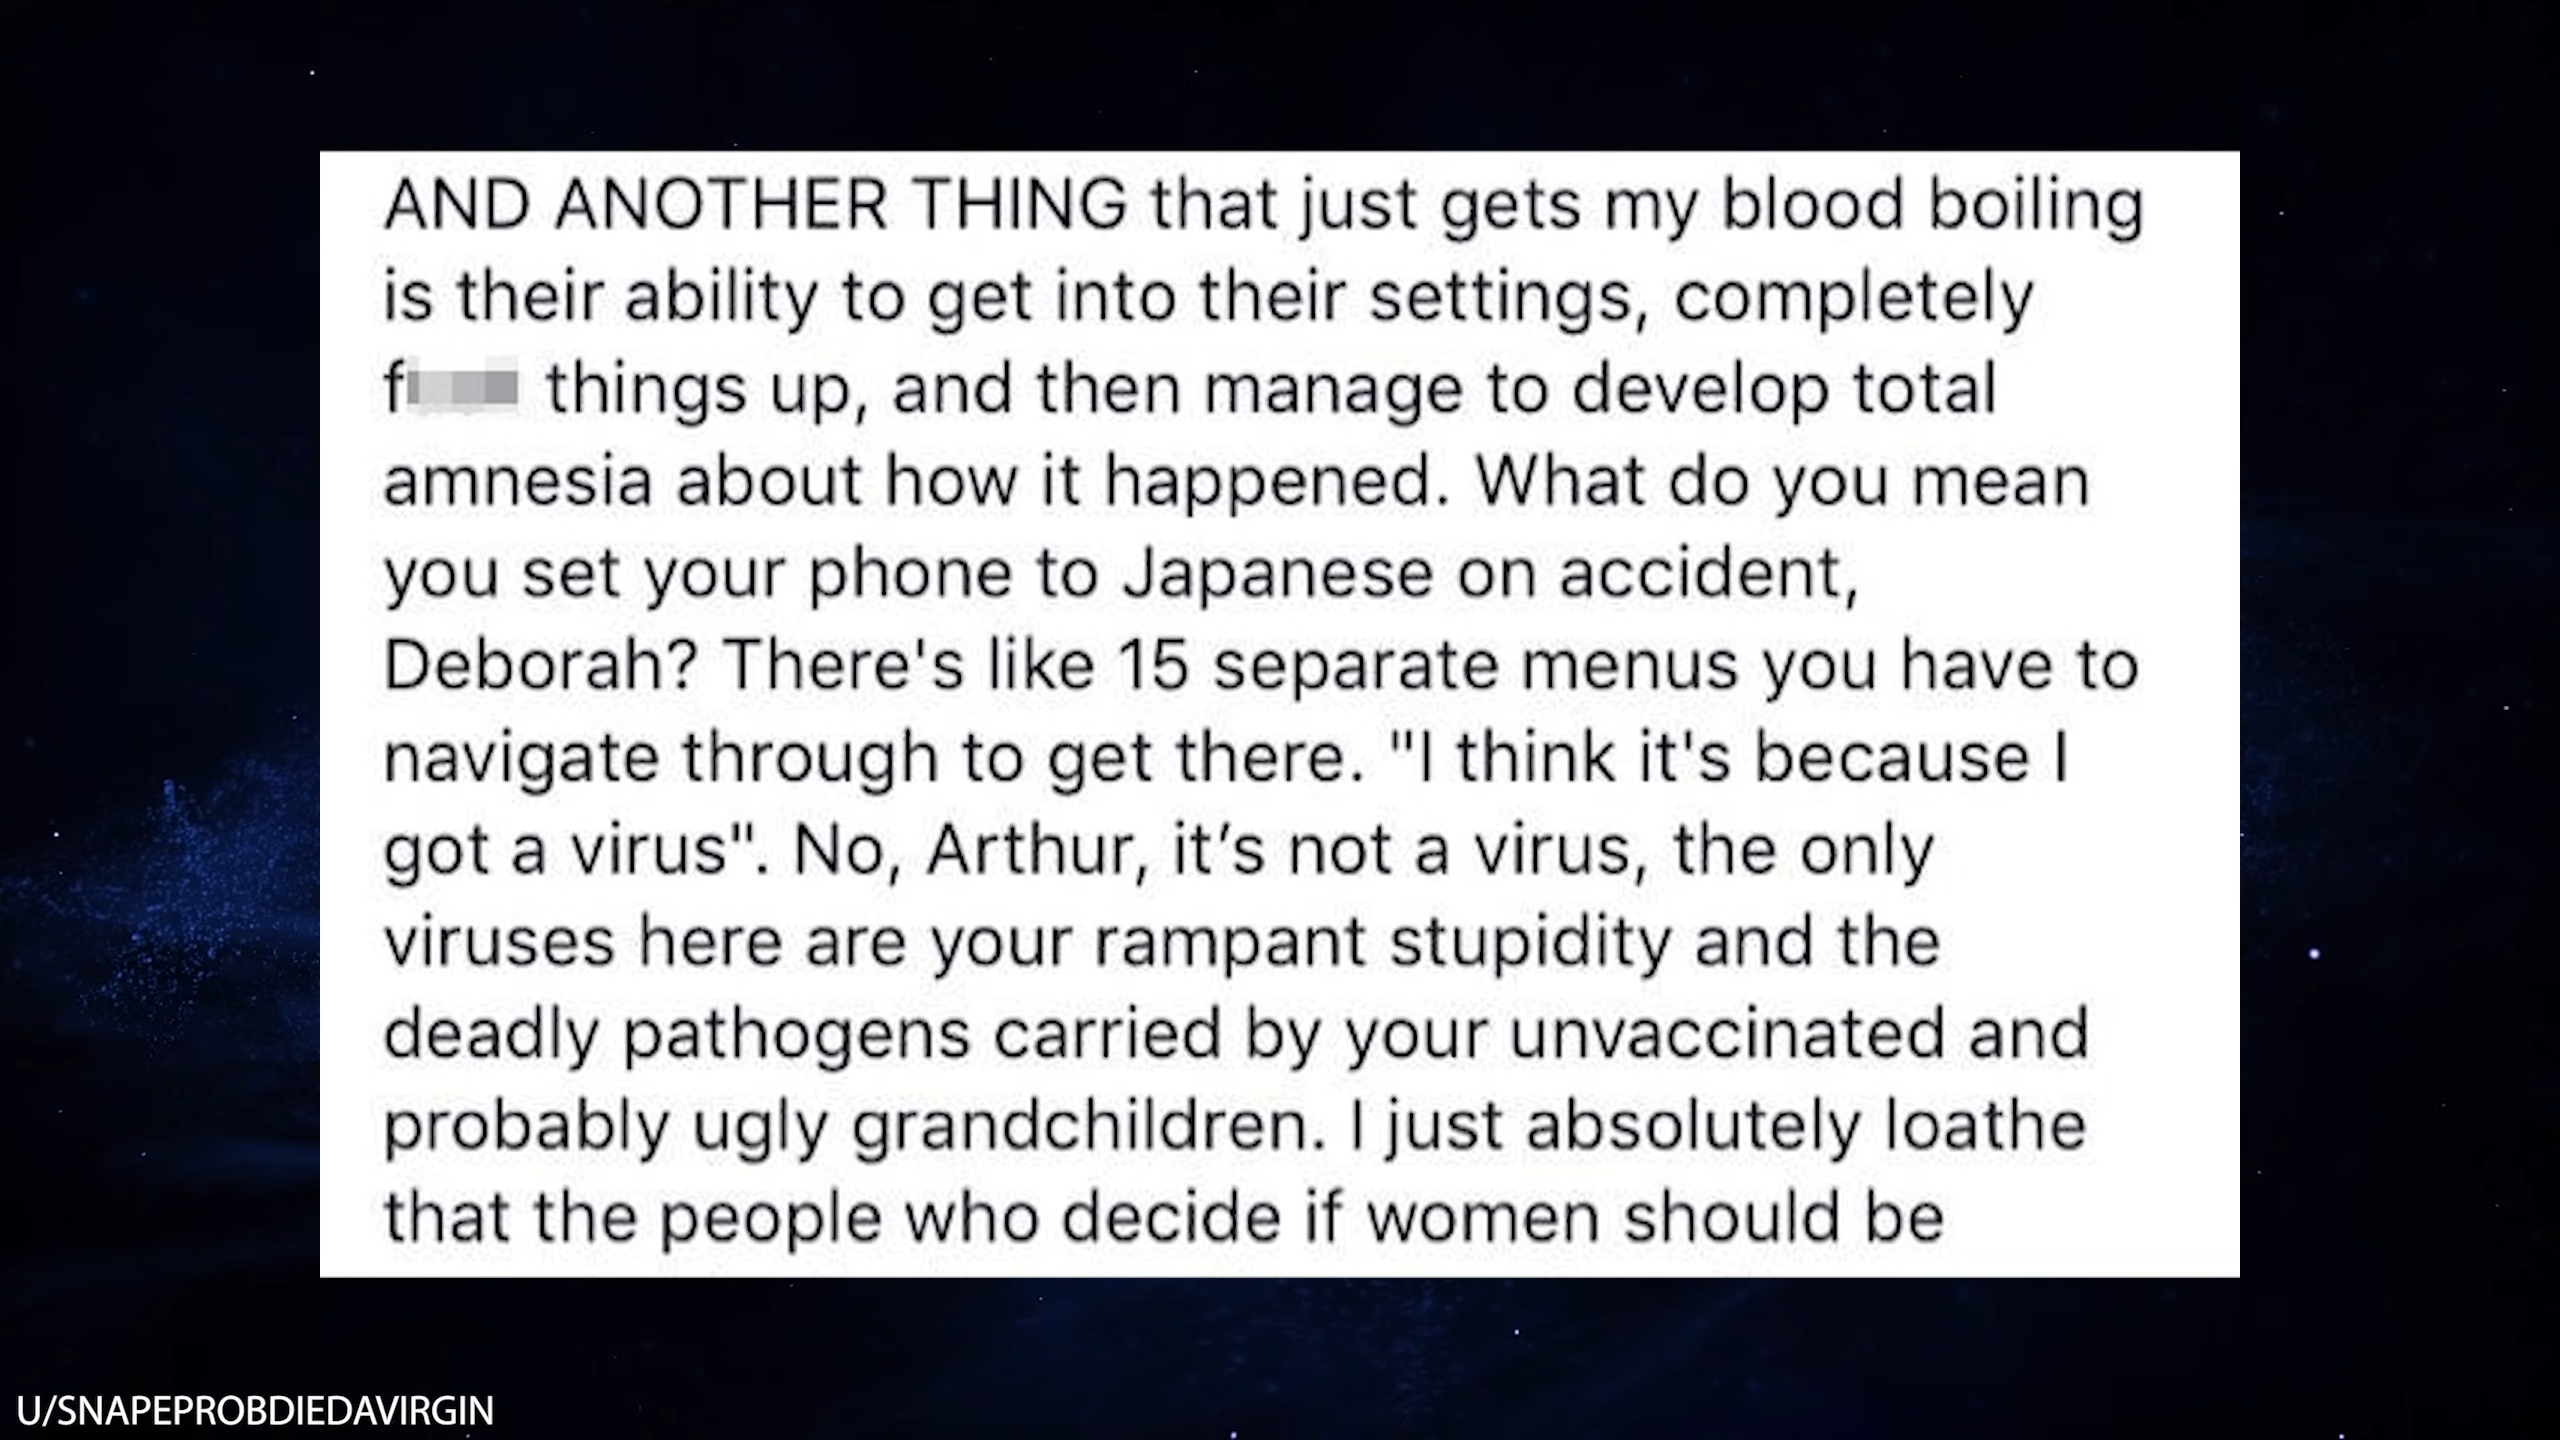 AND ANOTHER THING that just gets my blood boiling
is their ability to get into their settings, completely
f things up, and then manage to develop total
amnesia about how it happened. What do you mean
you set your phone to Japanese on accident,
Deborah? There's like 15 separate menus you have to
navigate through to get there. "I think it's because I
got a virus". No, Arthur, it’s not a virus, the only
viruses here are your rampant stupidity and the
deadly pathogens carried by your unvaccinated and
probably ugly grandchildren. I just absolutely loathe
that the people who decide if women should be
U/SNAPEPROBDIEDAVIRGIN